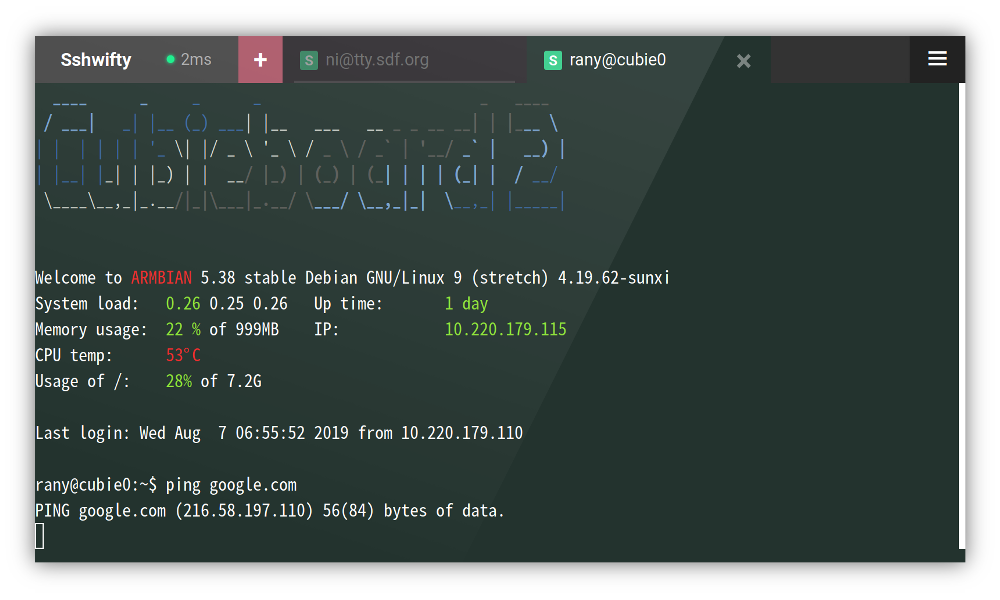 Sshwifty 2ms + S ni@tty.sdf.org S rany@cubie0
Cubieboard 2
Welcome to ARMBIAN 5.38 stable Debian GNU/Linux 9 (stretch) 4.19.62-sunxi
System load: 0.26 0.25 0.26 Up time: 1 day
Memory usage: 22 % of 999MB IP: 10.220.179.115
CPU temp: 53°C
Usage of /: 28% of 7.2G
Last login: Wed Aug 7 06:55:52 2019 from 10.220.179.110
rany@cubie0:~$ ping google.com
PING google.com (216.58.197.110) 56(84) bytes of data.